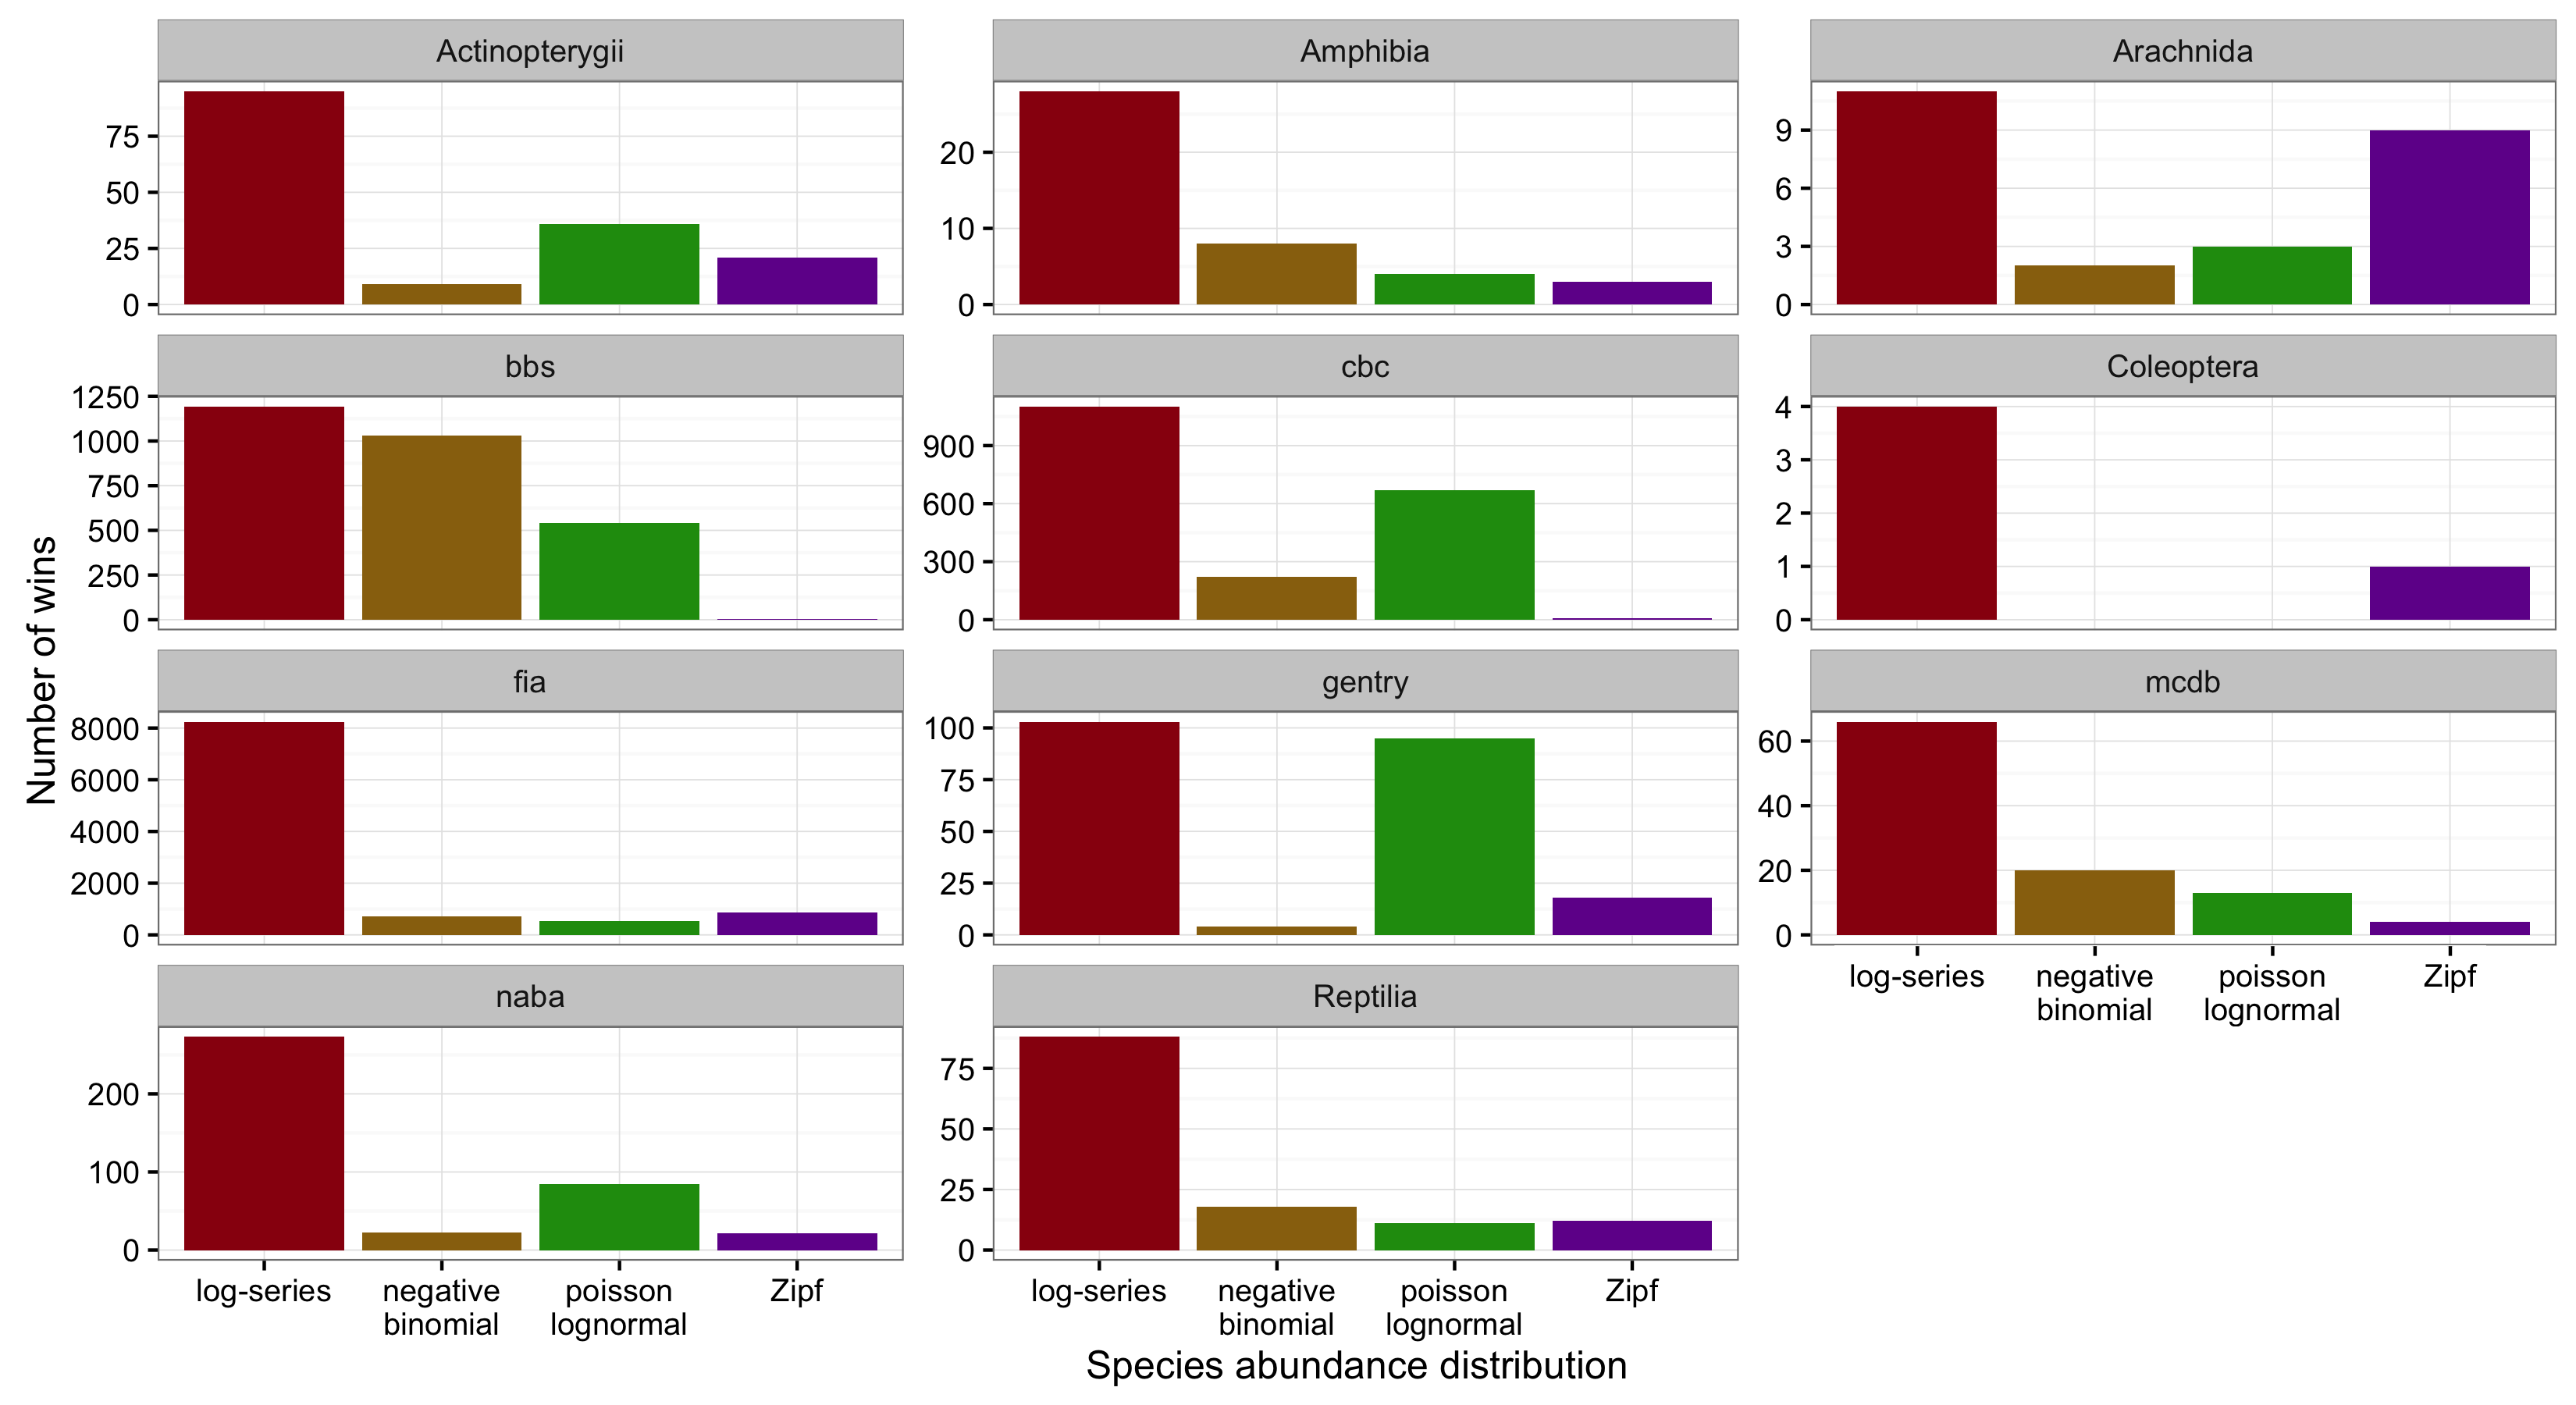 Actinopterygii
Amphibia
Arachnida
75
50
25
0
20
10
0
9
6
3
0
bbs
cbc
Coleoptera
1250
1000
750
500
250
0
900
600
300
0
4
3
2
1
0
Number of wins
fia
gentry
mcdb
8000
6000
4000
2000
0
100
75
50
25
0
60
40
20
0
log-series
negative
binomial
poisson
lognormal
Zipf
naba
Reptilia
200
100
0
75
50
25
0
log-series
negative
binomial
poisson
lognormal
Zipf
log-series
negative
binomial
poisson
lognormal
Zipf
Species abundance distribution